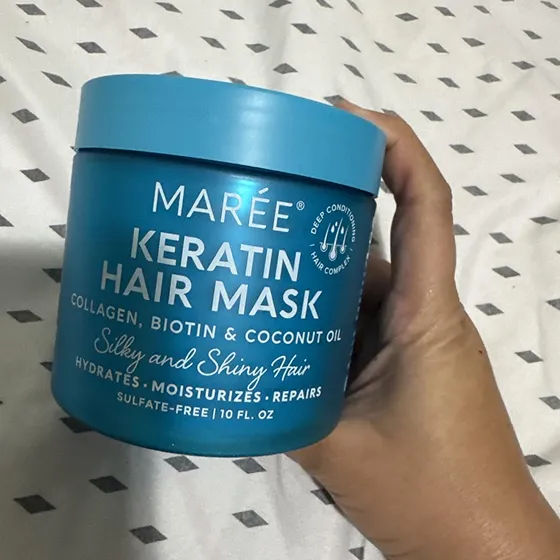 MARÉE®
DEEP CONDITIONING
HAIR COMPLEX
KERATIN
HAIR MASK
COLLAGEN, BIOTIN & COCONUT OIL
Silky and Shiny Hair
HYDRATES · MOISTURIZES · REPAIRS
SULFATE-FREE | 10 FL. OZ